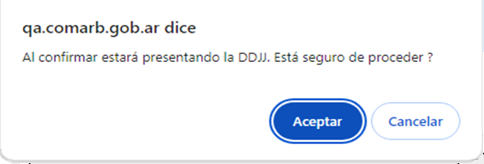 qa.comarb.gob.ar dice
Al confirmar estará presentando la DDJJ. Está seguro de proceder ?
Aceptar
Cancelar